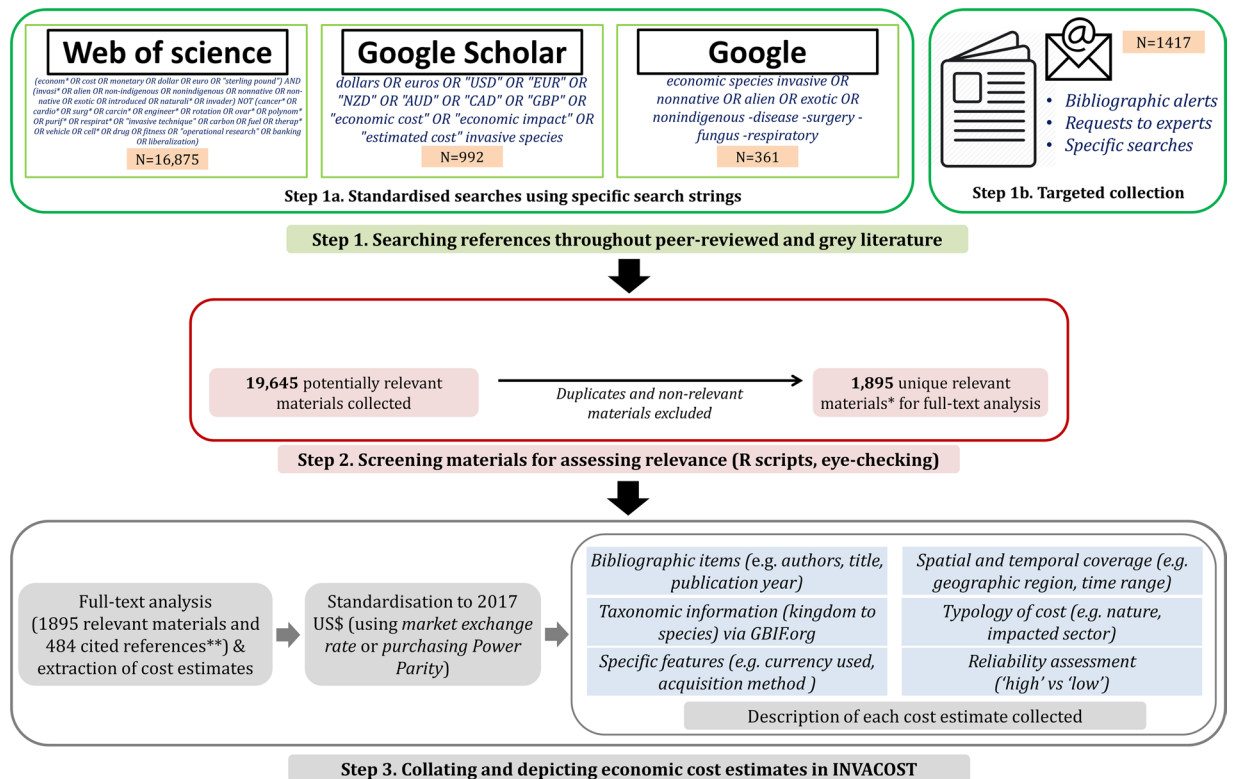 Web of science
(econom* OR cost OR monetary OR dollar OR euro OR "sterling pound") AND
(invasi* OR alien OR non-indigenous OR nonindigenous OR nonnative OR non-
native OR exotic OR introduced OR naturali* OR invader) NOT (cancer* OR
cardio* OR surg* OR carcin* OR engineer* OR rotation OR ovar* OR polynom*
OR purif* OR respirat* OR "invasive technique" OR carbon OR fuel OR therap*
OR vehicle OR cell* OR drug OR fitness OR "operational research" OR banking
OR liberalization)
N=16,875
Google Scholar
dollars OR euros OR "USD" OR "EUR" OR
"NZD" OR "AUD" OR "CAD" OR "GBP" OR
"economic cost" OR "economic impact" OR
"estimated cost" invasive species
N=992
Google
economic species invasive OR
nonnative OR alien OR exotic OR
nonindigenous -disease -surgery -
fungus -respiratory
N=361
Step 1a. Standardised searches using specific search strings
@
N=1417
• Bibliographic alerts
• Requests to experts
• Specific searches
Step 1b. Targeted collection
Step 1. Searching references throughout peer-reviewed and grey literature
19,645 potentially relevant
materials collected
Duplicates and non-relevant
materials excluded
1,895 unique relevant
materials* for full-text analysis
Step 2. Screening materials for assessing relevance (R scripts, eye-checking)
Full-text analysis
(1895 relevant materials and
484 cited references**) &
extraction of cost estimates
Standardisation to 2017
US$ (using market exchange
rate or purchasing Power
Parity)
Bibliographic items (e.g. authors, title,
publication year)
Spatial and temporal coverage (e.g.
geographic region, time range)
Taxonomic information (kingdom to
species) via GBIF.org
Typology of cost (e.g. nature,
impacted sector)
Specific features (e.g. currency used,
acquisition method )
Reliability assessment
(‘high’ vs ‘low’)
Description of each cost estimate collected
Step 3. Collating and depicting economic cost estimates in INVACOST